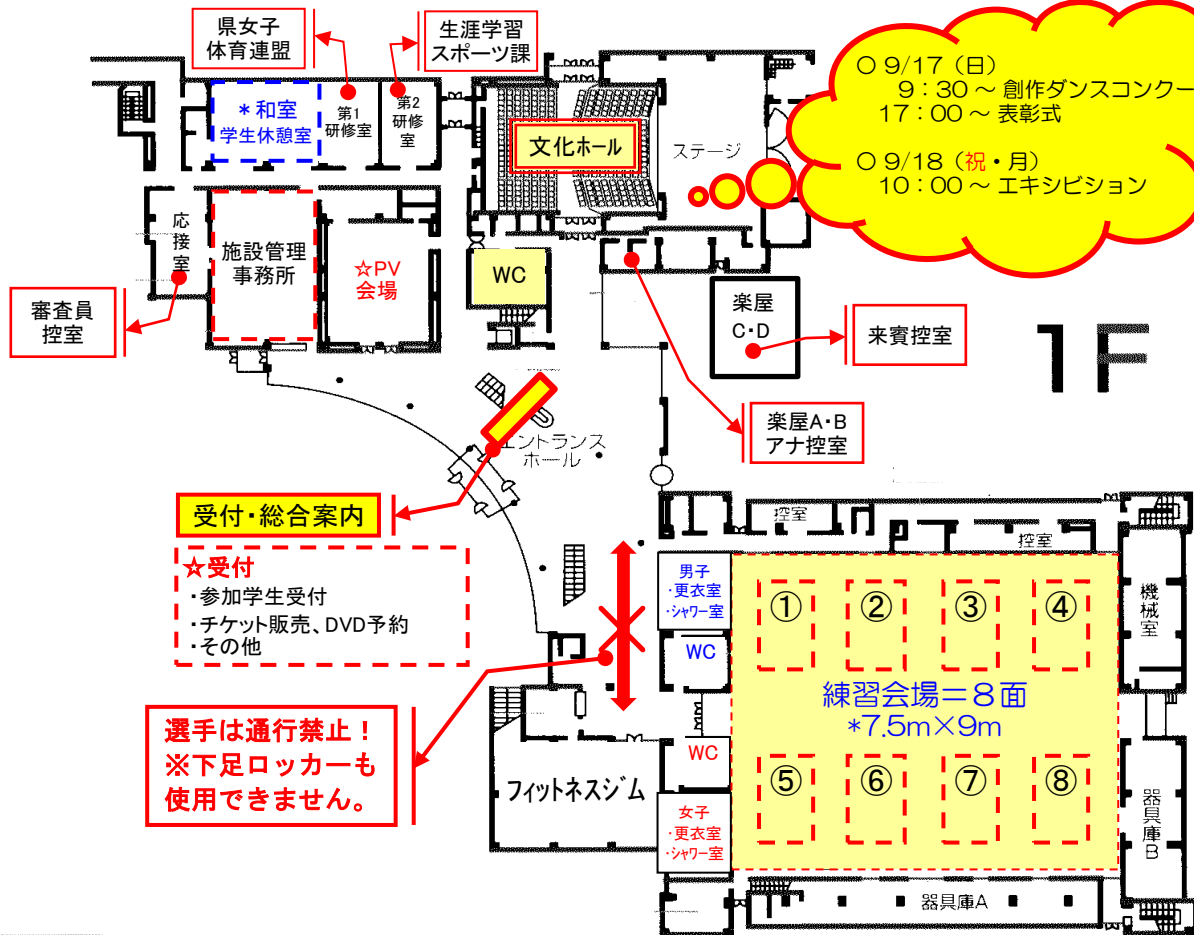 県女子
体育連盟
生涯学習
スポーツ課
○ 9/17（日）
9：30 ～ 創作ダンスコンクー
17：00 ～ 表彰式
○ 9/18（祝・月）
10：00 ～ エキシビション
＊和室
学生休憩室
第1
研修室
第2
研修
室
文化ホール
ステージ
応接室
施設管理
事務所
☆PV
会場
WC
審査員
控室
楽屋
C・D
来賓控室
1F
楽屋A・B
アナ控室
エントランス
ホール
受付・総合案内
☆受付
・参加学生受付
・チケット販売、DVD予約
・その他
控室
控室
男子
・更衣室
・シャワー室
WC
①
②
③
④
機械室
練習会場＝８面
*7.5m×9m
選手は通行禁止！
※下足ロッカーも
使用できません。
フィットネスジム
WC
女子
・更衣室
・シャワー室
⑤
⑥
⑦
⑧
器具庫B
器具庫A